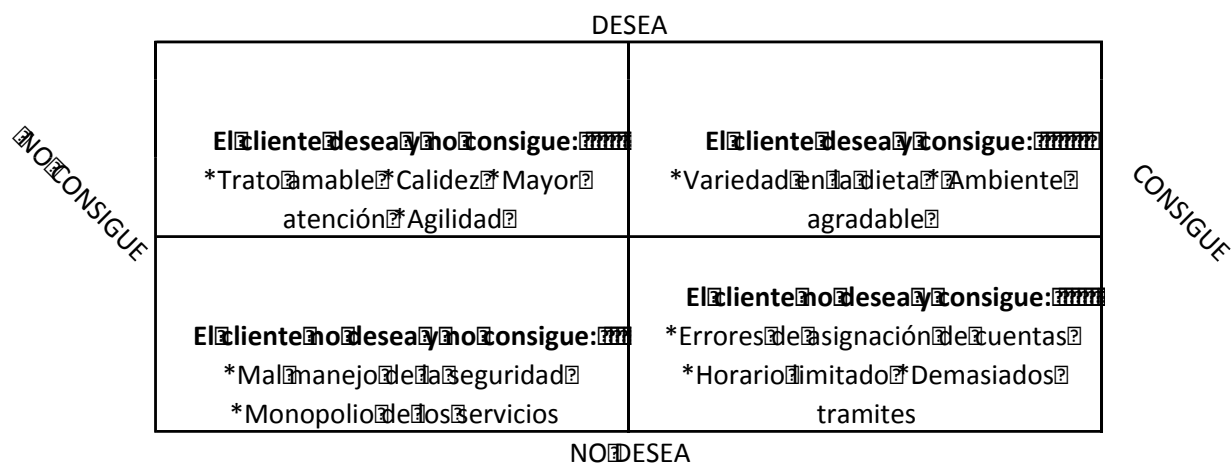 DESEA
NO CONSIGUE
El cliente desea y no consigue:
*Trato amable *Calidez *Mayor
atención *Agilidad
El cliente desea y consigue:
*Variedad en la dieta * Ambiente
agradable
CONSIGUE
El cliente no desea y no consigue:
*Mal manejo de la seguridad
*Monopolio de los servicios
El cliente no desea y consigue:
*Errores de asignación de cuentas
*Horario limitado *Demasiados
tramites
NO DESEA